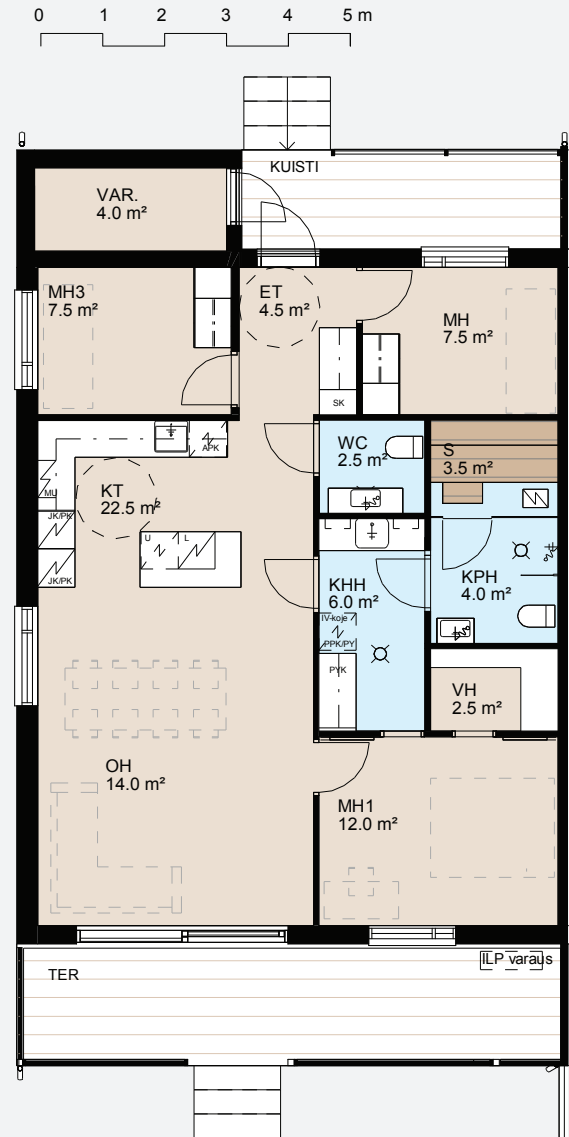 0 1 2 3 4 5 m
KUISTI
VAR.
4.0 m²
MH3
7.5 m²
ET
4.5 m²
MH
7.5 m²
SK
WC
2.5 m²
S
3.5 m²
APK
MU
KT
22.5 m²
JK/PK
U L
JK/PK
KHH
6.0 m²
KPH
4.0 m²
IV-koje
PPK/PY
PYK
VH
2.5 m²
OH
14.0 m²
MH1
12.0 m²
TER
ILP varaus